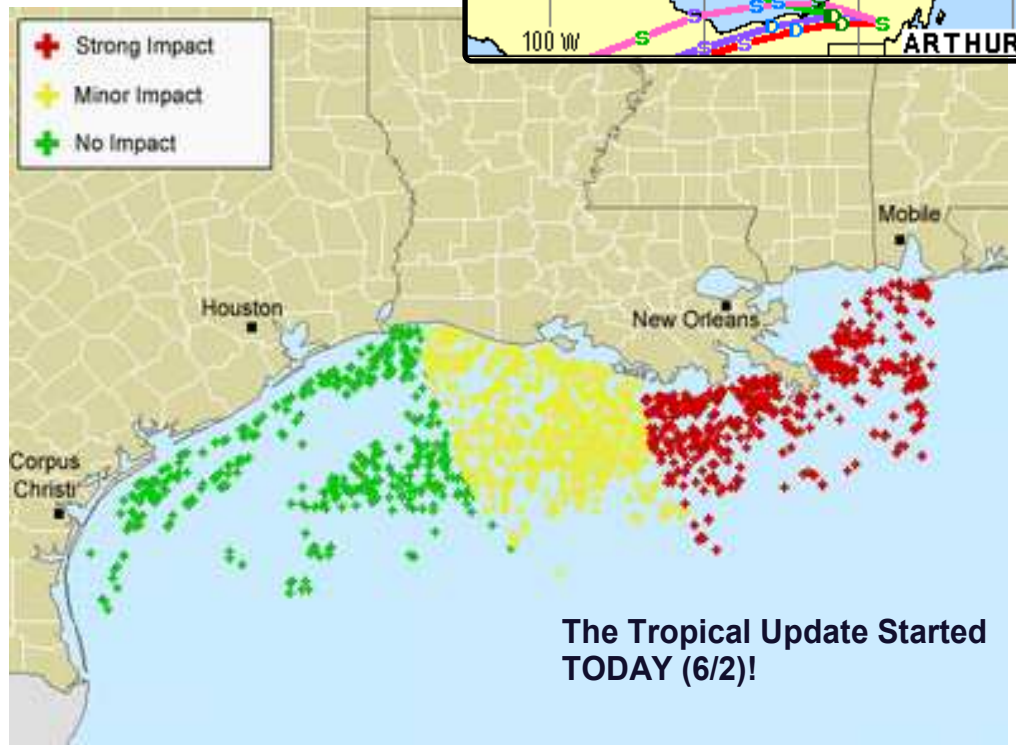 Strong Impact
Minor Impact
No Impact
100 W
S
S
S
S
D
D
D
D
S
S
S
ARTHUR
Mobile
Houston
New Orleans
Corpus
Christi
The Tropical Update Started
TODAY (6/2)!